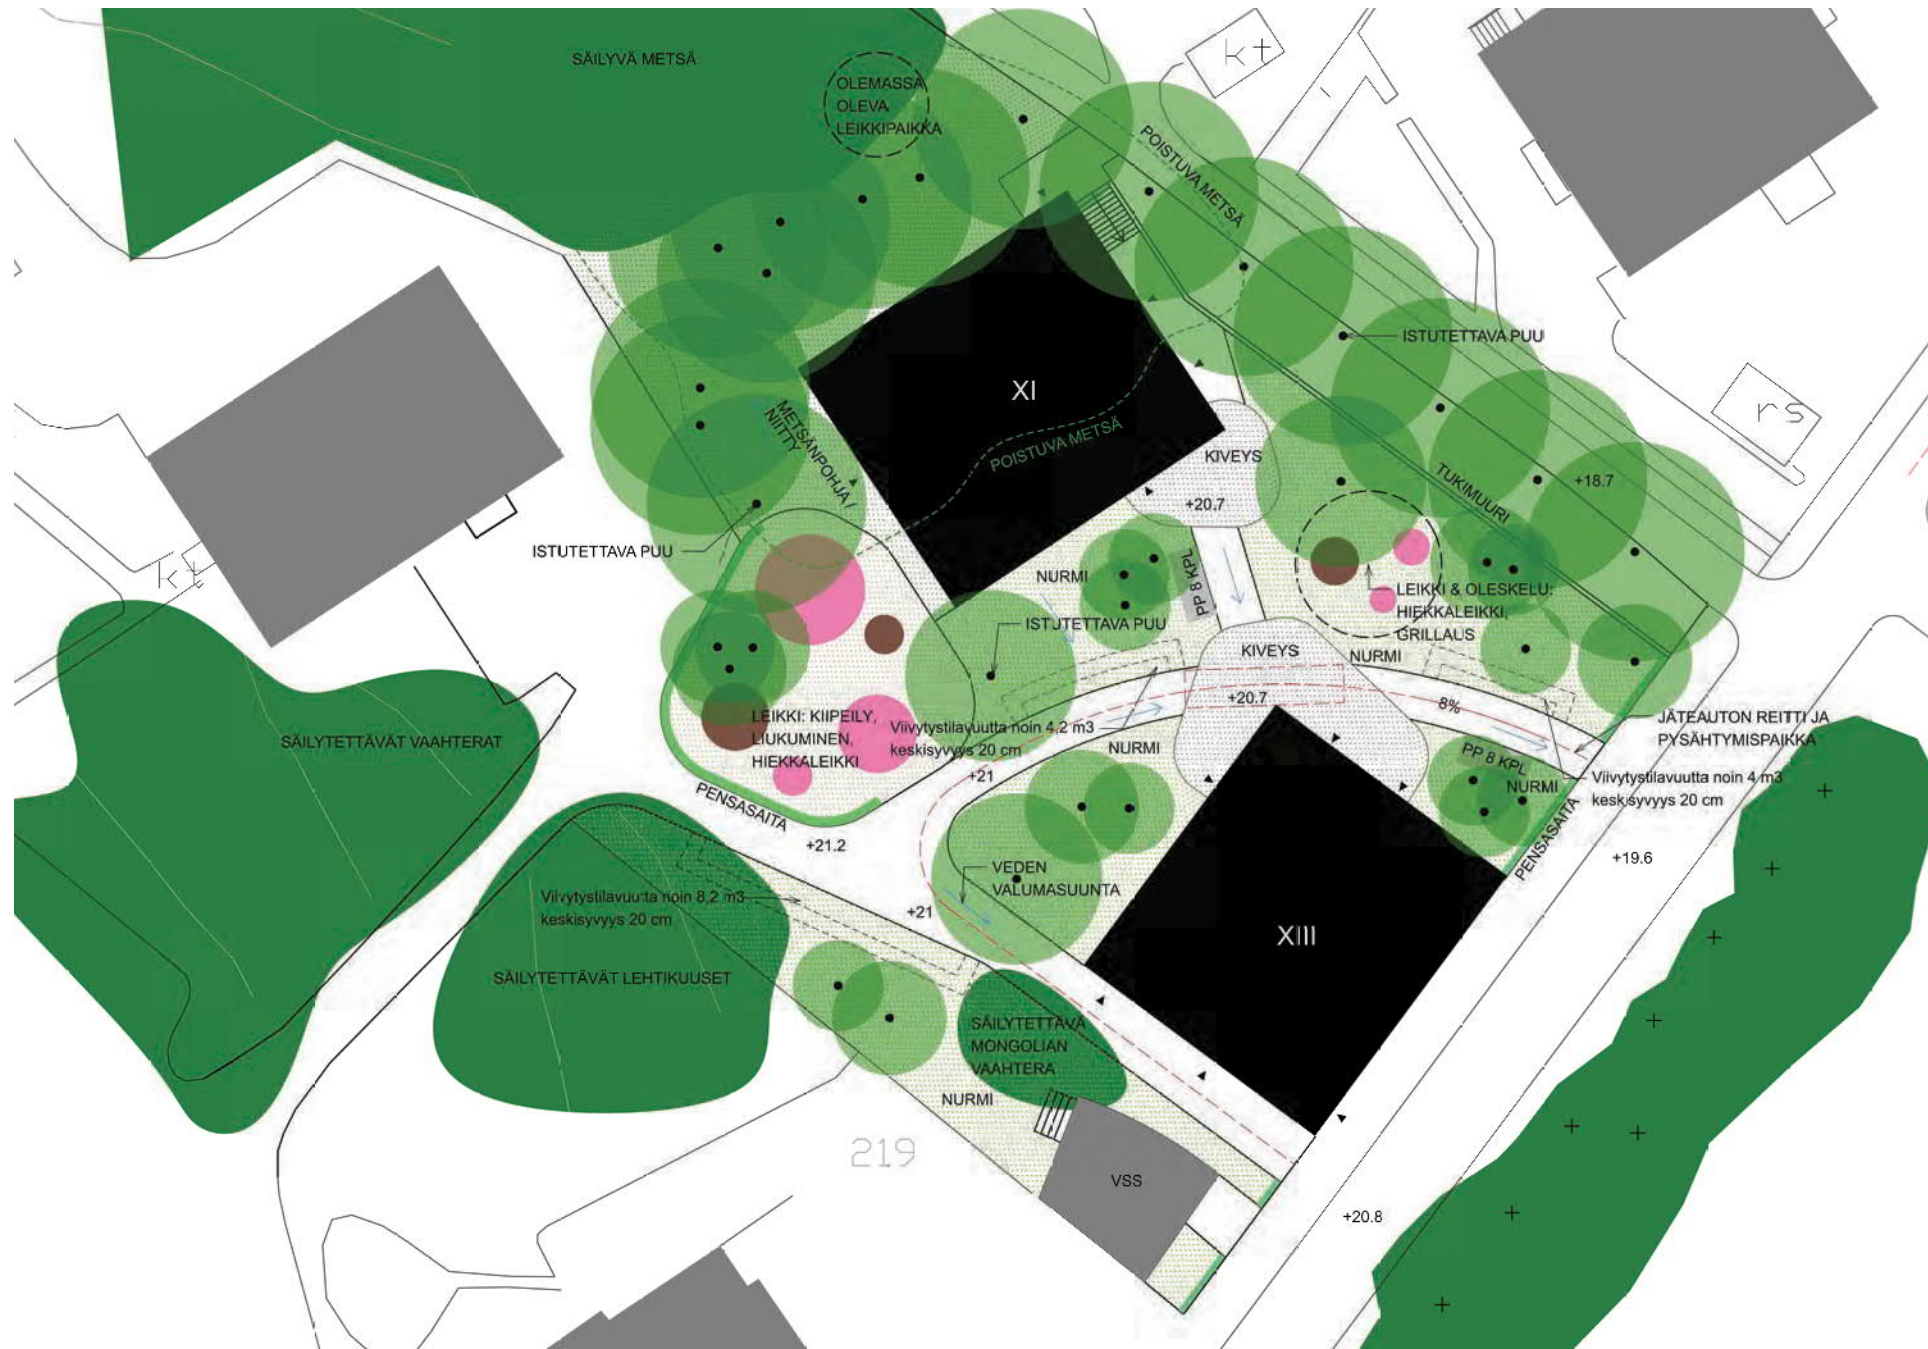 SÄILYVÄ METSÄ
kt
OLEMASSA
OLEVA
LEIKKIPAIKKA
POISTUVA METSÄ
ISTUTETTAVA PUU
XI
rs
METSÄNPOHJA /
NIITTY
POISTUVA METSÄ
KIVEYS
+20.7
TUKIMUURI
+18.7
ISTUTETTAVA PUU
kt
NURMI
PP 8 KPL
LEIKKI & OLESKELU:
HIEKKALEIKKI,
GRILLAUS
ISTUTETTAVA PUU
KIVEYS
NURMI
+20.7
8%
LEIKKI: KIIPEILY,
LIUKUMINEN,
HIEKKALEIKKI
Viivytystilavuutta noin 4,2 m3
keskisyvyys 20 cm
NURMI
JÄTEAUTON REITTI JA
PYSÄHTYMISPAIKKA
SÄILYTETTÄVÄT VAAHTERAT
PP 8 KPL
NURMI
Viivytystilavuutta noin 4 m3
keskisyvyys 20 cm
+21
PENSASAITA
+21.2
PENSASAITA
+19.6
VEDEN
VALUMASUUNTA
Viivytystilavuutta noin 8,2 m3
keskisyvyys 20 cm
+21
XIII
SÄILYTETTÄVÄT LEHTIKUUSET
SÄILYTETTÄVÄ
MONGOLIAN
VAAHTERA
NURMI
219
VSS
+20.8